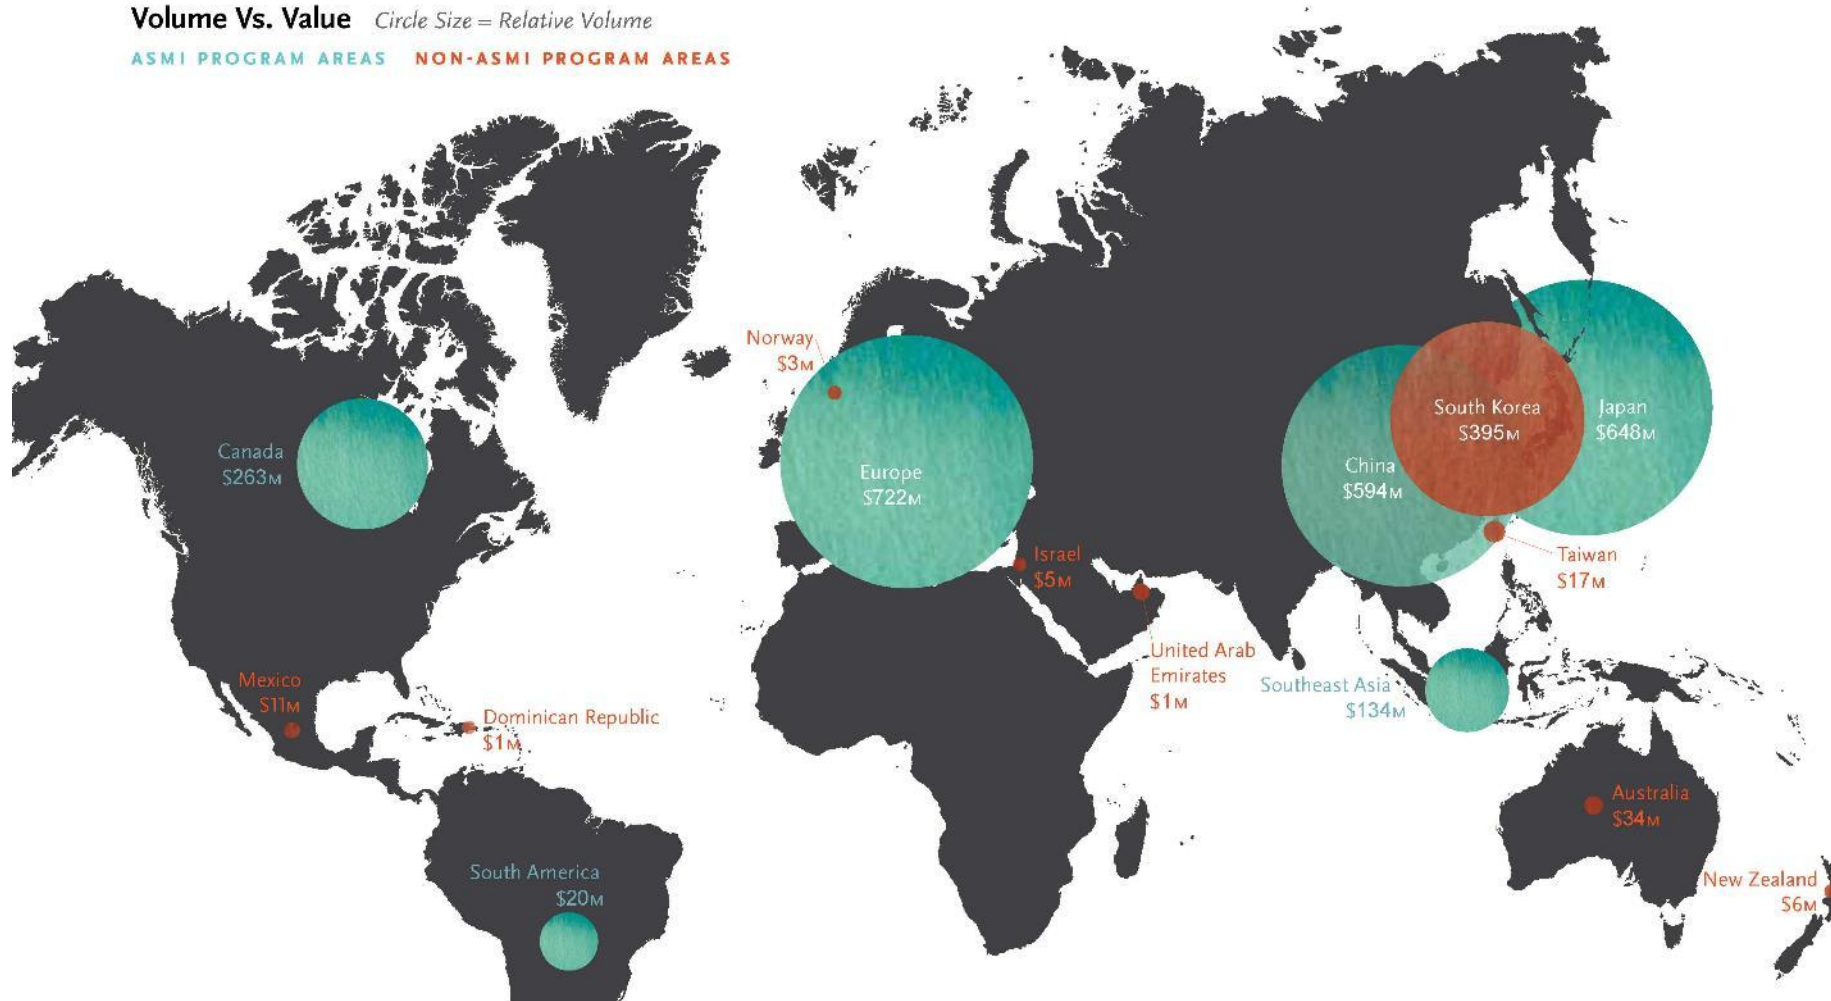 Volume Vs. Value Circle Size = Relative Volume
ASMI PROGRAM AREAS NON-ASMI PROGRAM AREAS
Norway
$3M
Canada
$263M
Europe
$722M
South Korea
$395M
Japan
$648M
China
$594M
Israel
$5M
Taiwan
$17M
United Arab
Emirates
$1M
Southeast Asia
$134M
Mexico
$11M
Dominican Republic
$1M
Australia
$34M
South America
$20M
New Zealand
$6M